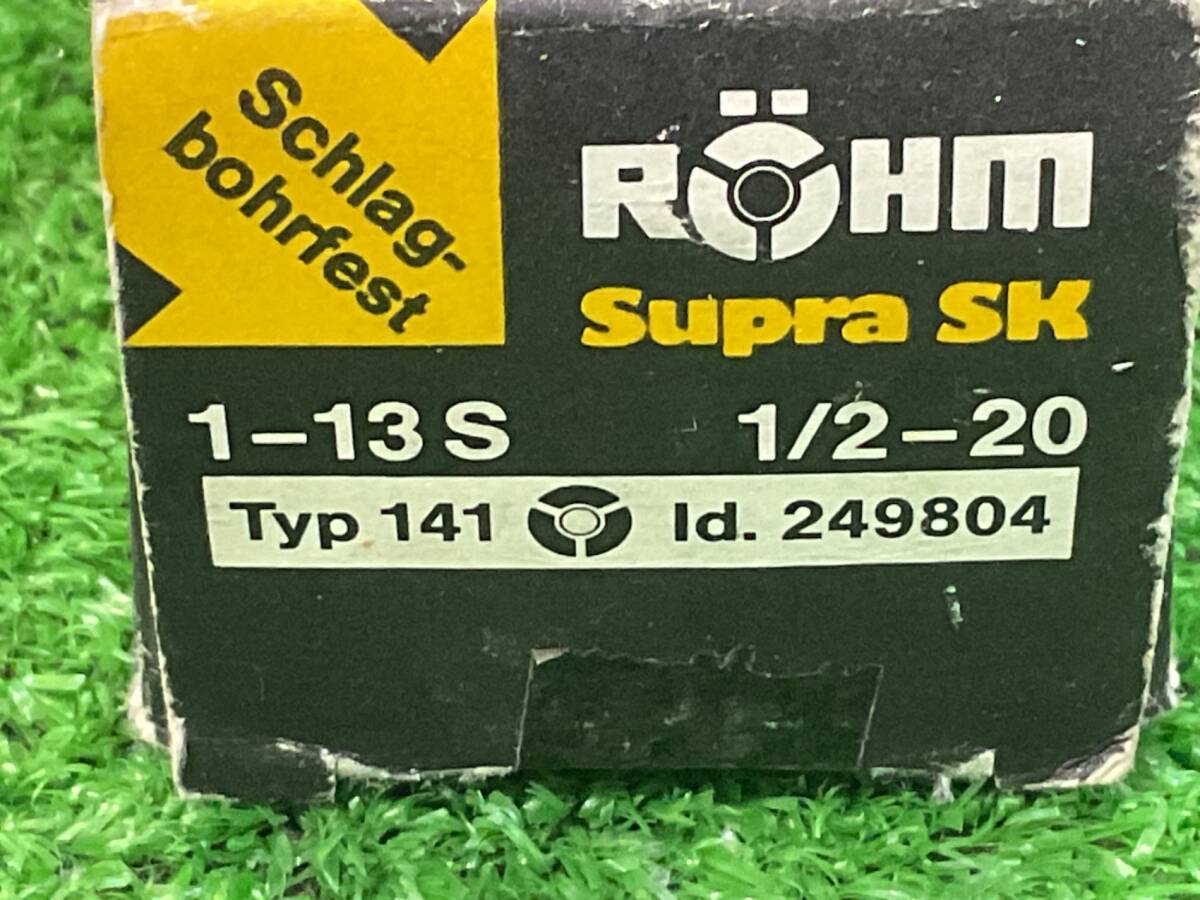 Schlag-
bohrfest
RÖHM
Supra SK
1–13 S 1/2–20
Typ 141 Id. 249804